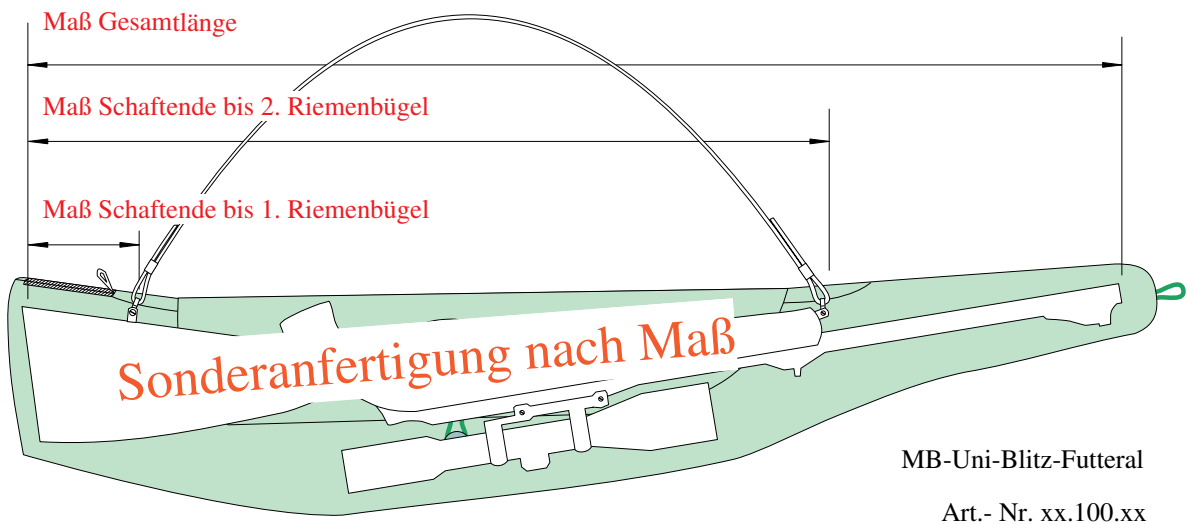 Maß Gesamtlänge
Maß Schaftende bis 2. Riemenbügel
Maß Schaftende bis 1. Riemenbügel
Sonderanfertigung nach Maß
MB-Uni-Blitz-Futteral
Art.- Nr. xx.100.xx